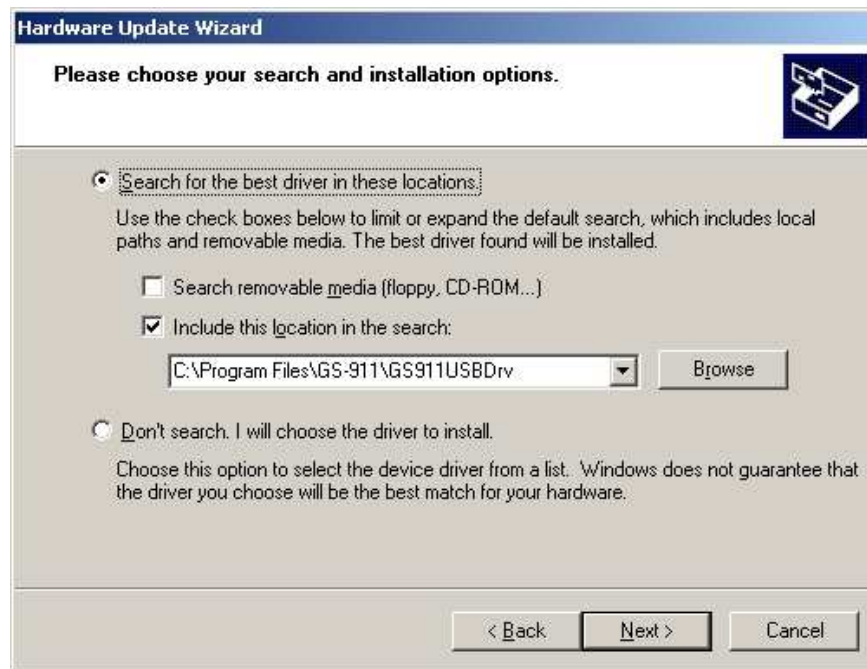 Hardware Update Wizard
Please choose your search and installation options.
Search for the best driver in these locations.
Use the check boxes below to limit or expand the default search, which includes local
paths and removable media. The best driver found will be installed.
Search removable media (floppy, CD-ROM...)
Include this location in the search:
C:\Program Files\GS-911\GS911USBDrv
Browse
Don't search. I will choose the driver to install.
Choose this option to select the device driver from a list. Windows does not guarantee that
the driver you choose will be the best match for your hardware.
< Back
Next >
Cancel